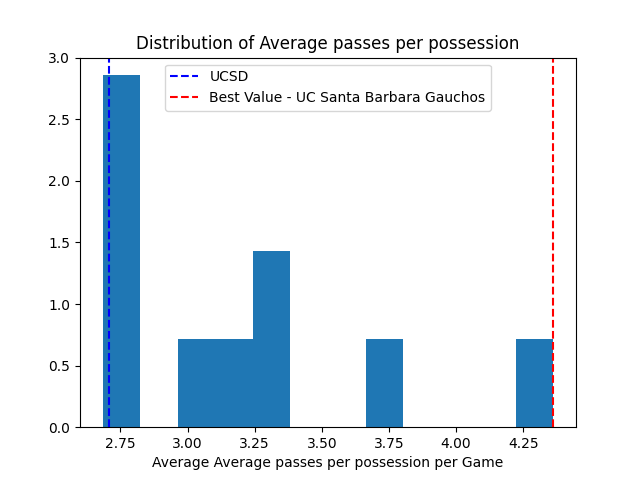 Distribution of Average passes per possession
UCSD
Best Value - UC Santa Barbara Gauchos
3.0
2.5
2.0
1.5
1.0
0.5
0.0
2.75 3.00 3.25 3.50 3.75 4.00 4.25
Average Average passes per possession per Game